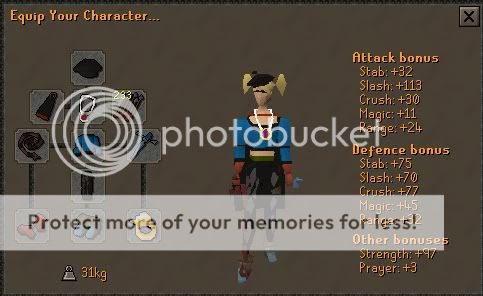 Equip Your Character...
233
Attack bonus
Stab: +32
Slash: +113
Crush: +30
Magic: +11
Range: +24
Defence bonus
Stab: +75
Slash: +70
Crush: +77
Magic: +45
Other bonuses
Strength: +97
Prayer: +3
31kg
photobucket
Protect more of your memories for less!